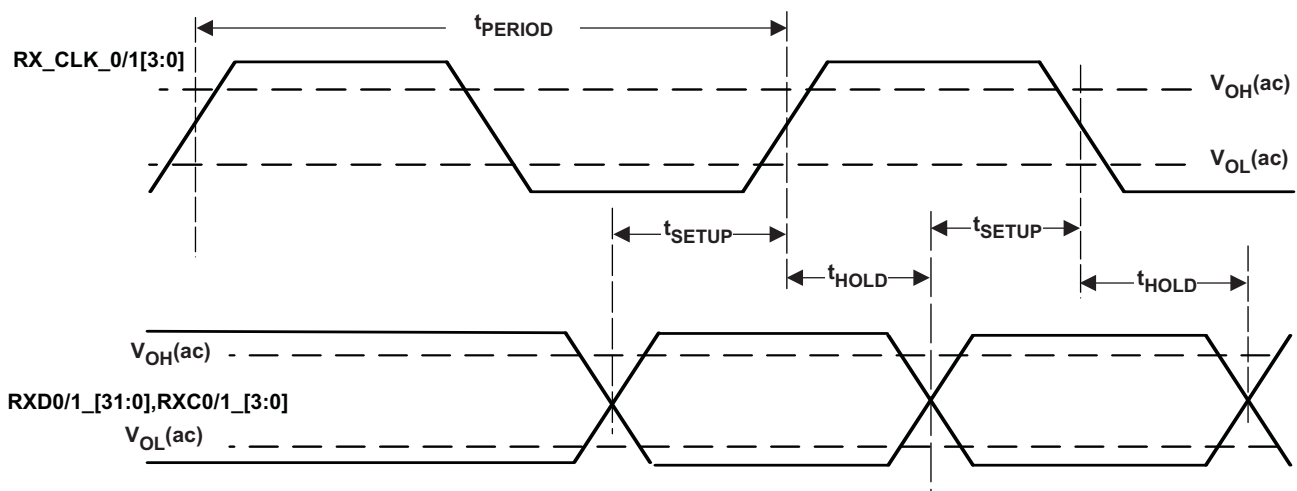 tPERIOD
RX_CLK_0/1[3:0]
VOH(ac)
VOL(ac)
tSETUP
tSETUP
tHOLD
tHOLD
VOH(ac)
RXD0/1_[31:0],RXC0/1_[3:0]
VOL(ac)